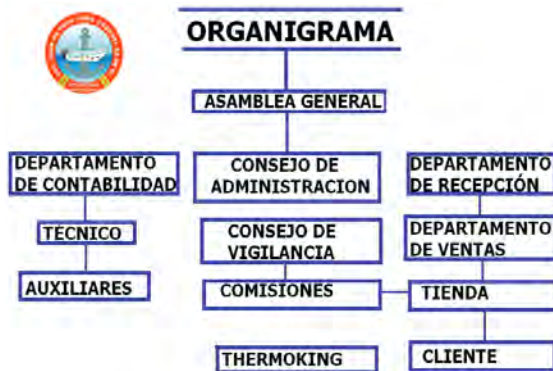 ORGANIGRAMA
ASAMBLEA GENERAL
DEPARTAMENTO
DE CONTABILIDAD
CONSEJO DE
ADMINISTRACION
DEPARTAMENTO
DE RECEPCIÓN
TÉCNICO
CONSEJO DE
VIGILANCIA
DEPARTAMENTO
DE VENTAS
AUXILIARES
COMISIONES
TIENDA
THERMOKING
CLIENTE